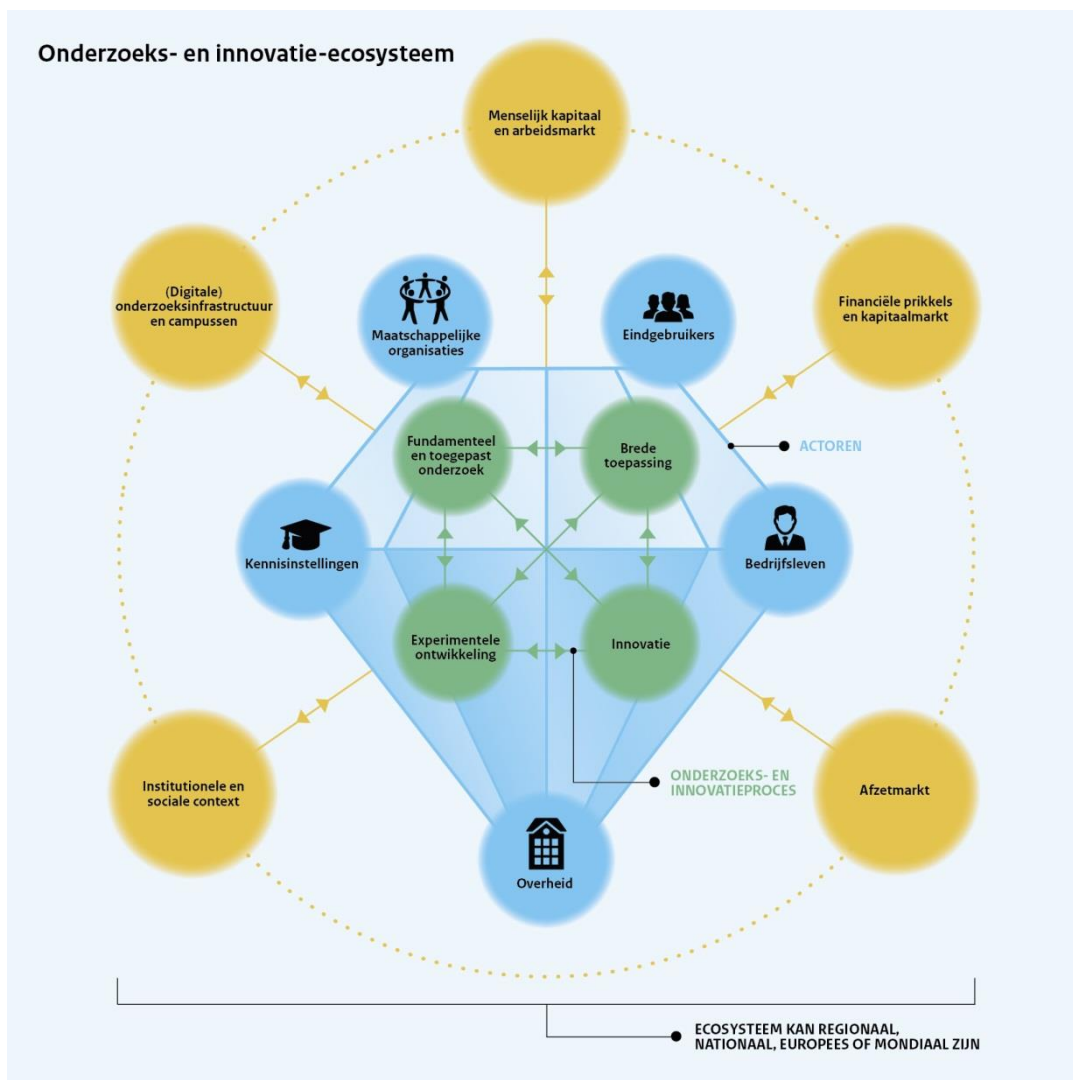 Onderzoeks- en innovatie-ecosysteem
Menselijk kapitaal
en arbeidsmarkt
(Digitale)
onderzoeksinfrastructuur
en campussen
Financiële prikkels
en kapitaalmarkt
Maatschappelijke
organisaties
Eindgebruikers
Fundamenteel
en toegepast
onderzoek
Brede
toepassing
ACTOREN
Kennisinstellingen
Bedrijfsleven
Experimentele
ontwikkeling
Innovatie
Institutionele en
sociale context
ONDERZOEKS- EN
INNOVATIEPROCES
Afzetmarkt
Overheid
ECOSYSTEEM KAN REGIONAAL,
NATIONAAL, EUROPEES OF MONDIAAL ZIJN